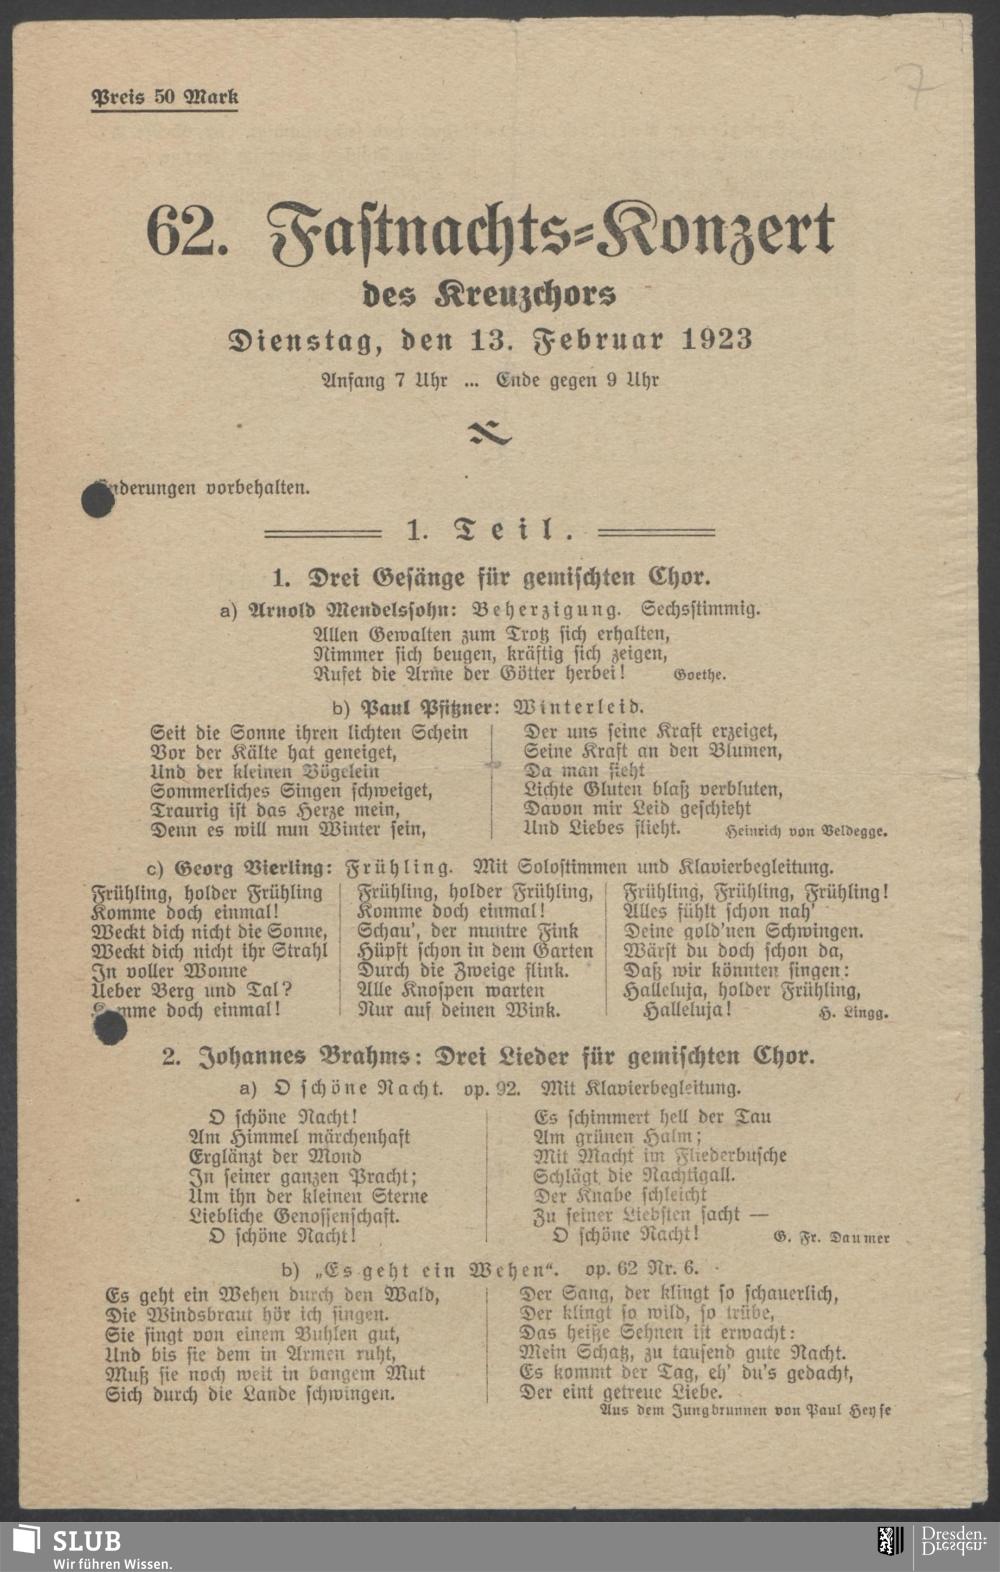 7
Preis 50 Mark
62. Fastnachts-Konzert
des Kreuzchors
Dienstag, den 13. Februar 1923
Anfang 7 Uhr ... Ende gegen 9 Uhr
Änderungen vorbehalten.
1. Teil.
1. Drei Gesänge für gemischten Chor.
a) Arnold Mendelssohn: Beherzigung. Sechsstimmig.
Allen Gewalten zum Trotz sich erhalten,
Nimmer sich beugen, kräftig sich zeigen,
Rufet die Arme der Götter herbei! Goethe.
b) Paul Pfitzner: Winterleid.
Seit die Sonne ihren lichten Schein
Vor der Kälte hat geneiget,
Und der kleinen Vögelein
Sommerliches Singen schweiget,
Traurig ist das Herze mein,
Denn es will nun Winter sein,
Der uns seine Kraft erzeiget,
Seine Kraft an den Blumen,
Da man sieht
Lichte Gluten blaß verbluten,
Davon mir Leid geschieht
Und Liebes flieht. Heinrich von Veldegge.
c) Georg Vierling: Frühling. Mit Solostimmen und Klavierbegleitung.
Frühling, holder Frühling
Komme doch einmal!
Weckt dich nicht die Sonne,
Weckt dich nicht ihr Strahl
In voller Wonne
Ueber Berg und Tal?
Komme doch einmal!
Frühling, holder Frühling,
Komme doch einmal!
Schau', der muntre Fink
Hüpft schon in dem Garten
Durch die Zweige flink.
Alle Knospen warten
Nur auf deinen Wink.
Frühling, Frühling, Frühling!
Alles fühlt schon nah'
Deine gold'nen Schwingen.
Wärst du doch schon da,
Daß wir könnten singen:
Halleluja, holder Frühling,
Halleluja! H. Lingg.
2. Johannes Brahms: Drei Lieder für gemischten Chor.
a) O schöne Nacht. op. 92. Mit Klavierbegleitung.
O schöne Nacht!
Am Himmel märchenhaft
Erglänzt der Mond
In seiner ganzen Pracht;
Um ihn der kleinen Sterne
Liebliche Genossenschaft.
O schöne Nacht!
Es schimmert hell der Tau
Am grünen Halm;
Mit Macht im Fliederbusche
Schlägt die Nachtigall.
Der Knabe schleicht
Zu seiner Liebsten sacht —
O schöne Nacht! G. Fr. Daumer
b) „Es geht ein Wehen“. op. 62 Nr. 6.
Es geht ein Wehen durch den Wald,
Die Windsbraut hör ich singen.
Sie singt von einem Buhlen gut,
Und bis sie dem in Armen ruht,
Muß sie noch weit in bangem Mut
Sich durch die Lande schwingen.
Der Sang, der klingt so schauerlich,
Der klingt so wild, so trübe,
Das heiße Sehnen ist erwacht:
Mein Schatz, zu tausend gute Nacht.
Es kommt der Tag, eh' du's gedacht,
Der eint getreue Liebe.
Aus dem Jungbrunnen von Paul Heyse
SLUB
Wir führen Wissen.
Dresden.
Dresden.